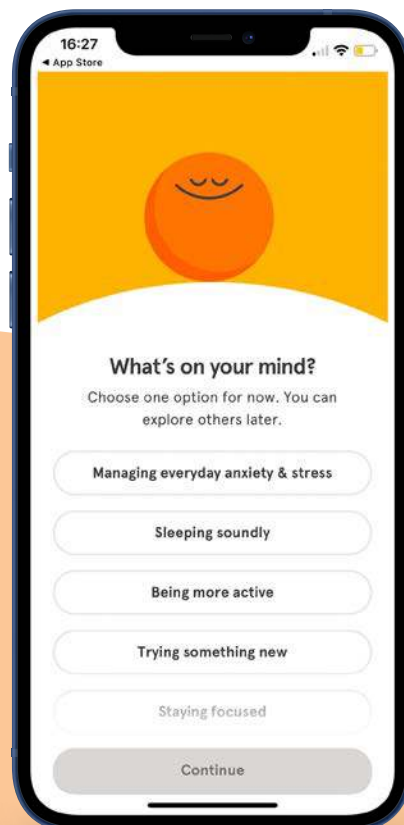 16:27
◀ App Store
What's on your mind?
Choose one option for now. You can
explore others later.
Managing everyday anxiety & stress
Sleeping soundly
Being more active
Trying something new
Staying focused
Continue